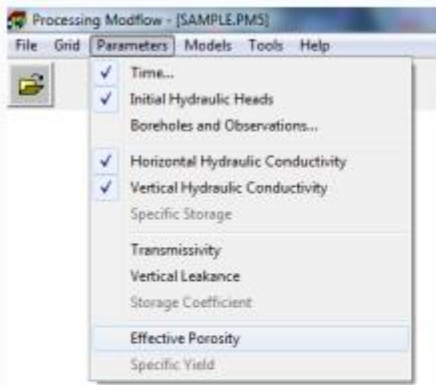 Processing Modflow - [SAMPLE.PM5]
File Grid Parameters Models Tools Help
Time...
Initial Hydraulic Heads
Boreholes and Observations...
Horizontal Hydraulic Conductivity
Vertical Hydraulic Conductivity
Specific Storage
Transmissivity
Vertical Leakance
Storage Coefficient
Effective Porosity
Specific Yield